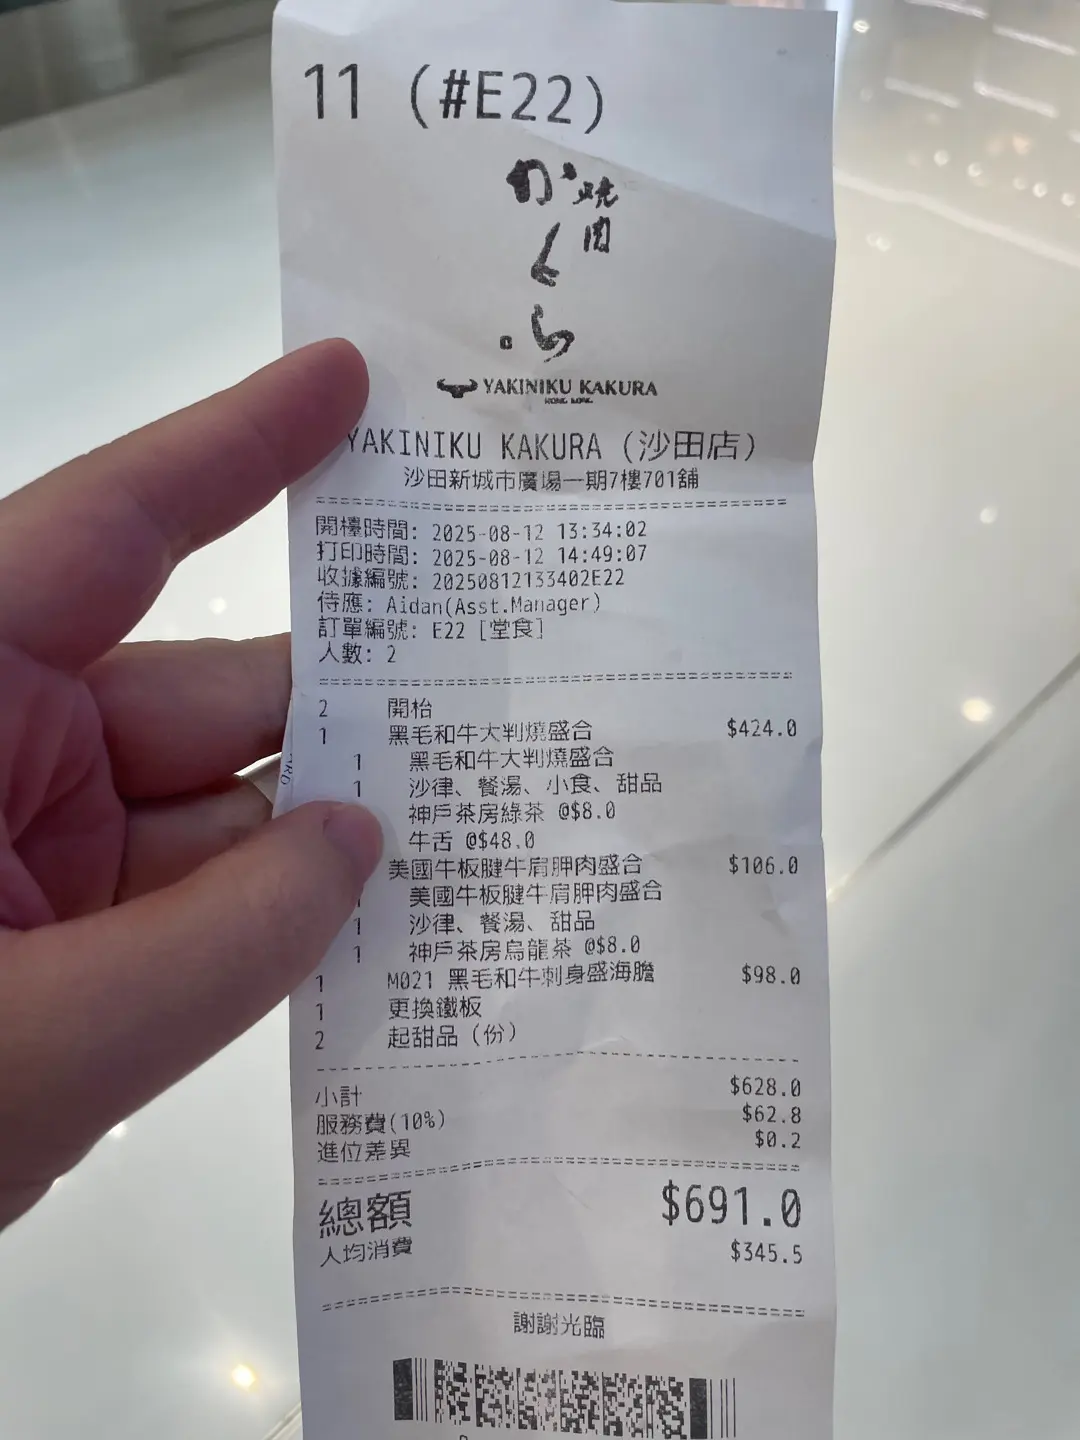 11 (#E22)
焼肉
かくら。
YAKINIKU KAKURA
HONG KONG
YAKINIKU KAKURA (沙田店)
沙田新城市廣場一期7樓701舖
開檯時間: 2025-08-12 13:34:02
打印時間: 2025-08-12 14:49:07
收據編號: 20250812133402E22
侍應: Aidan(Asst.Manager)
訂單編號: E22 [堂食]
人數: 2
2 開枱
1 黑毛和牛大判燒盛合 $424.0
1 黑毛和牛大判燒盛合
1 沙律、餐湯、小食、甜品
神戶茶房綠茶 @$8.0
牛舌 @$48.0
美國牛板腱牛肩胛肉盛合 $106.0
美國牛板腱牛肩胛肉盛合
1 沙律、餐湯、甜品
1 神戶茶房烏龍茶 @$8.0
1 M021 黑毛和牛刺身盛海膽 $98.0
1 更換鐵板
2 起甜品 (份)
小計 $628.0
服務費(10%) $62.8
進位差異 $0.2
總額 $691.0
人均消費 $345.5
謝謝光臨